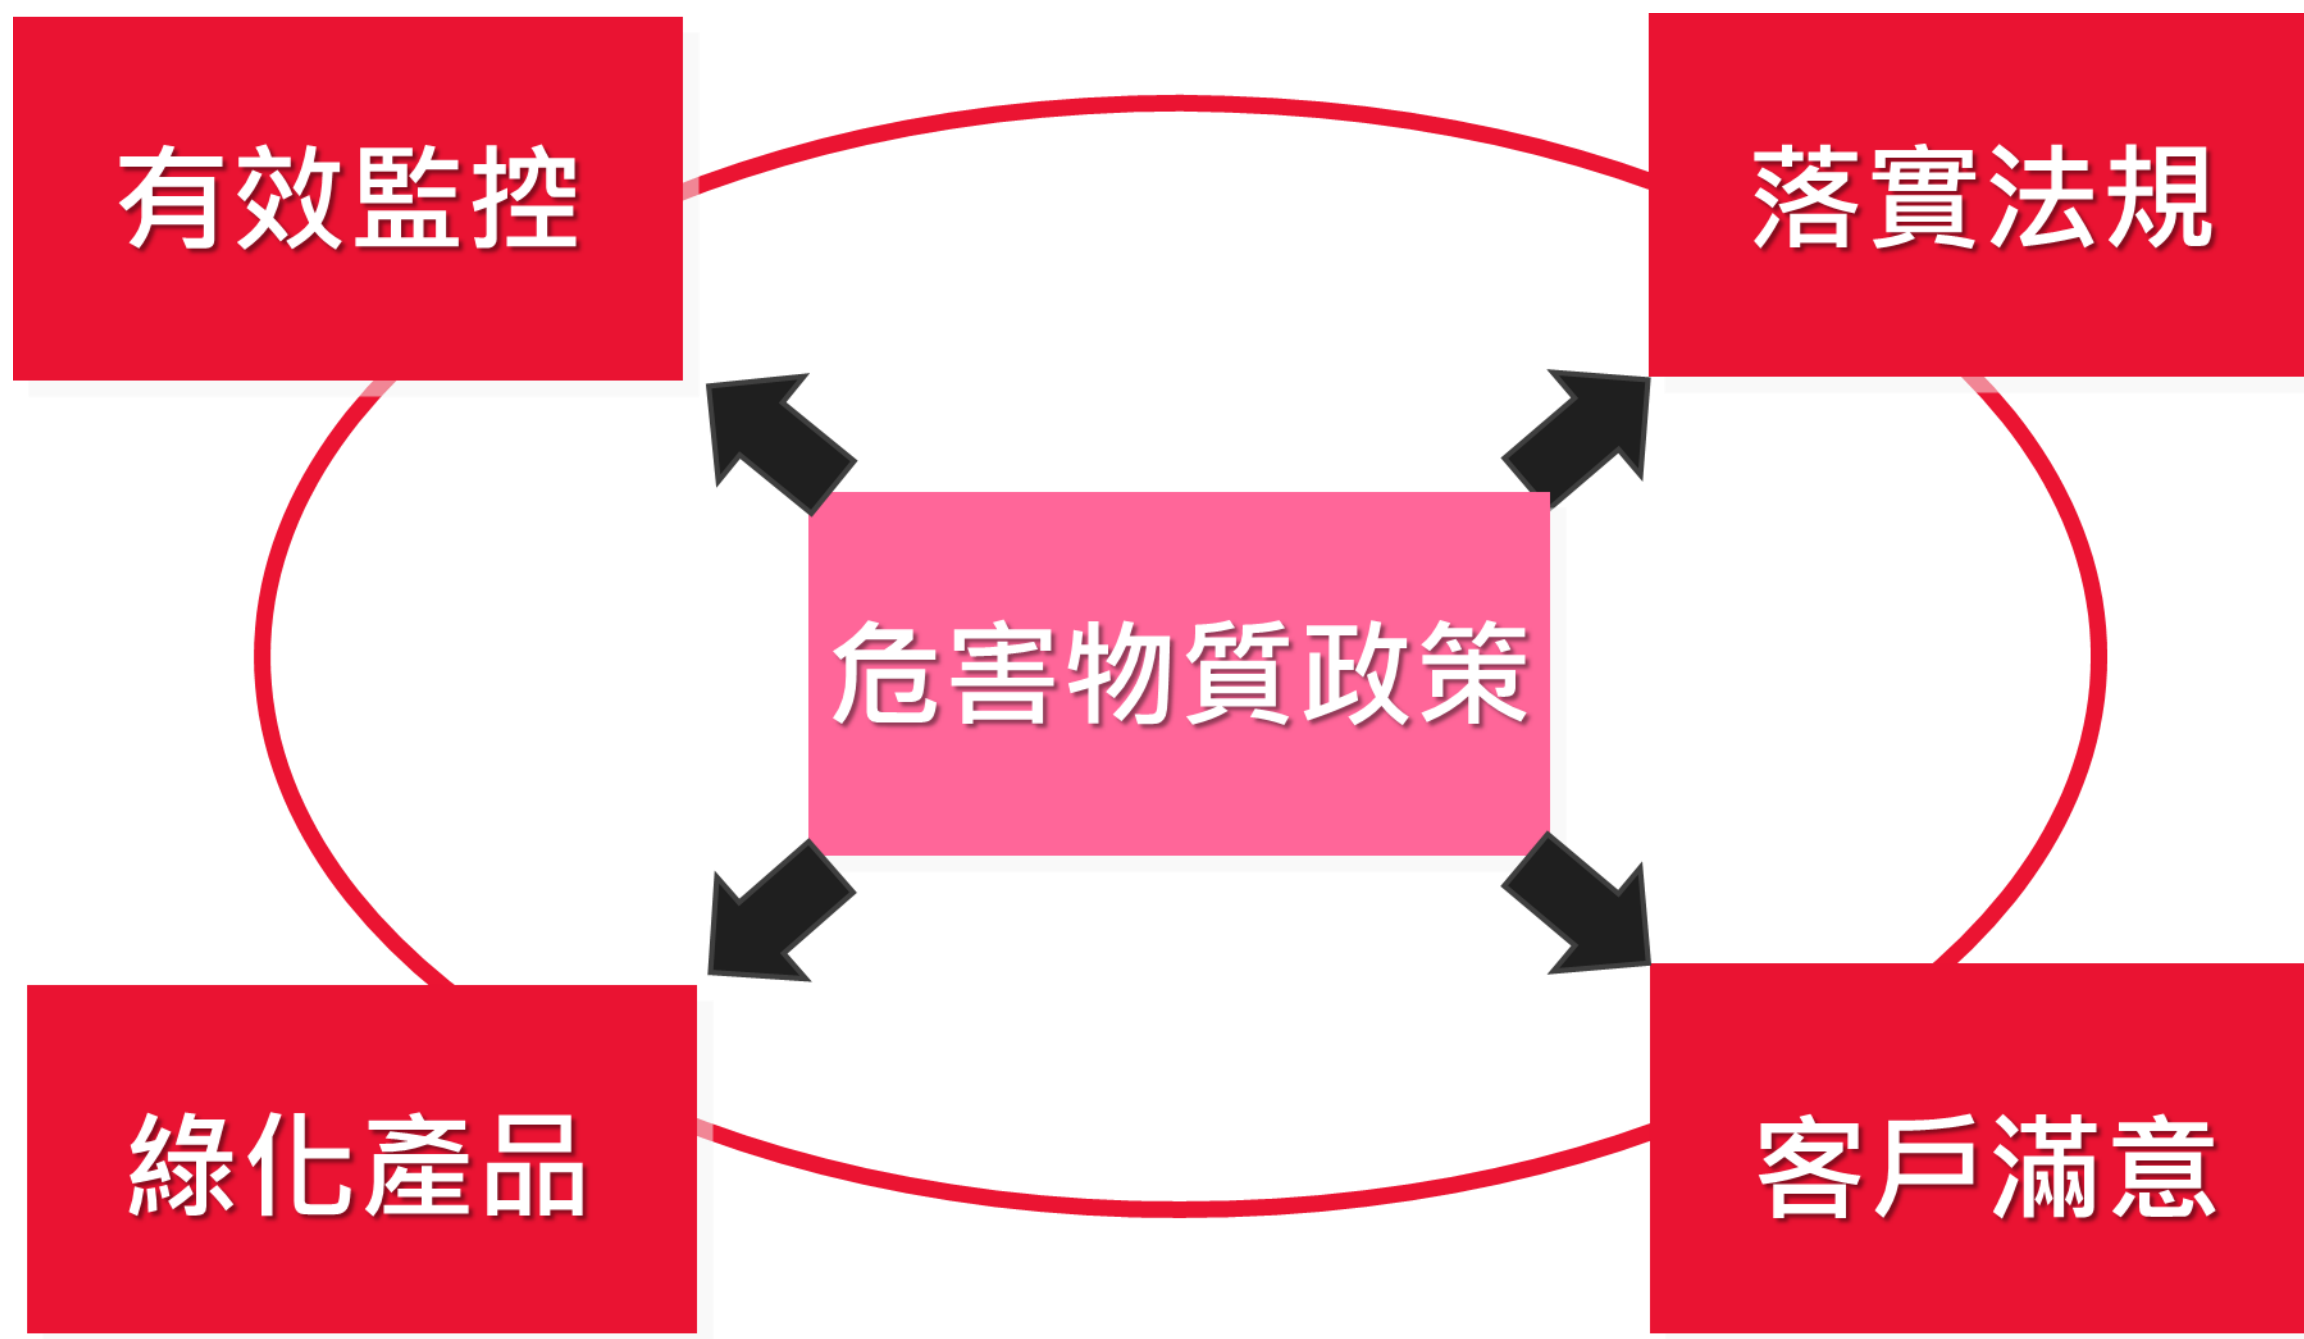 有效監控
落實法規
危害物質政策
綠化產品
客戶滿意